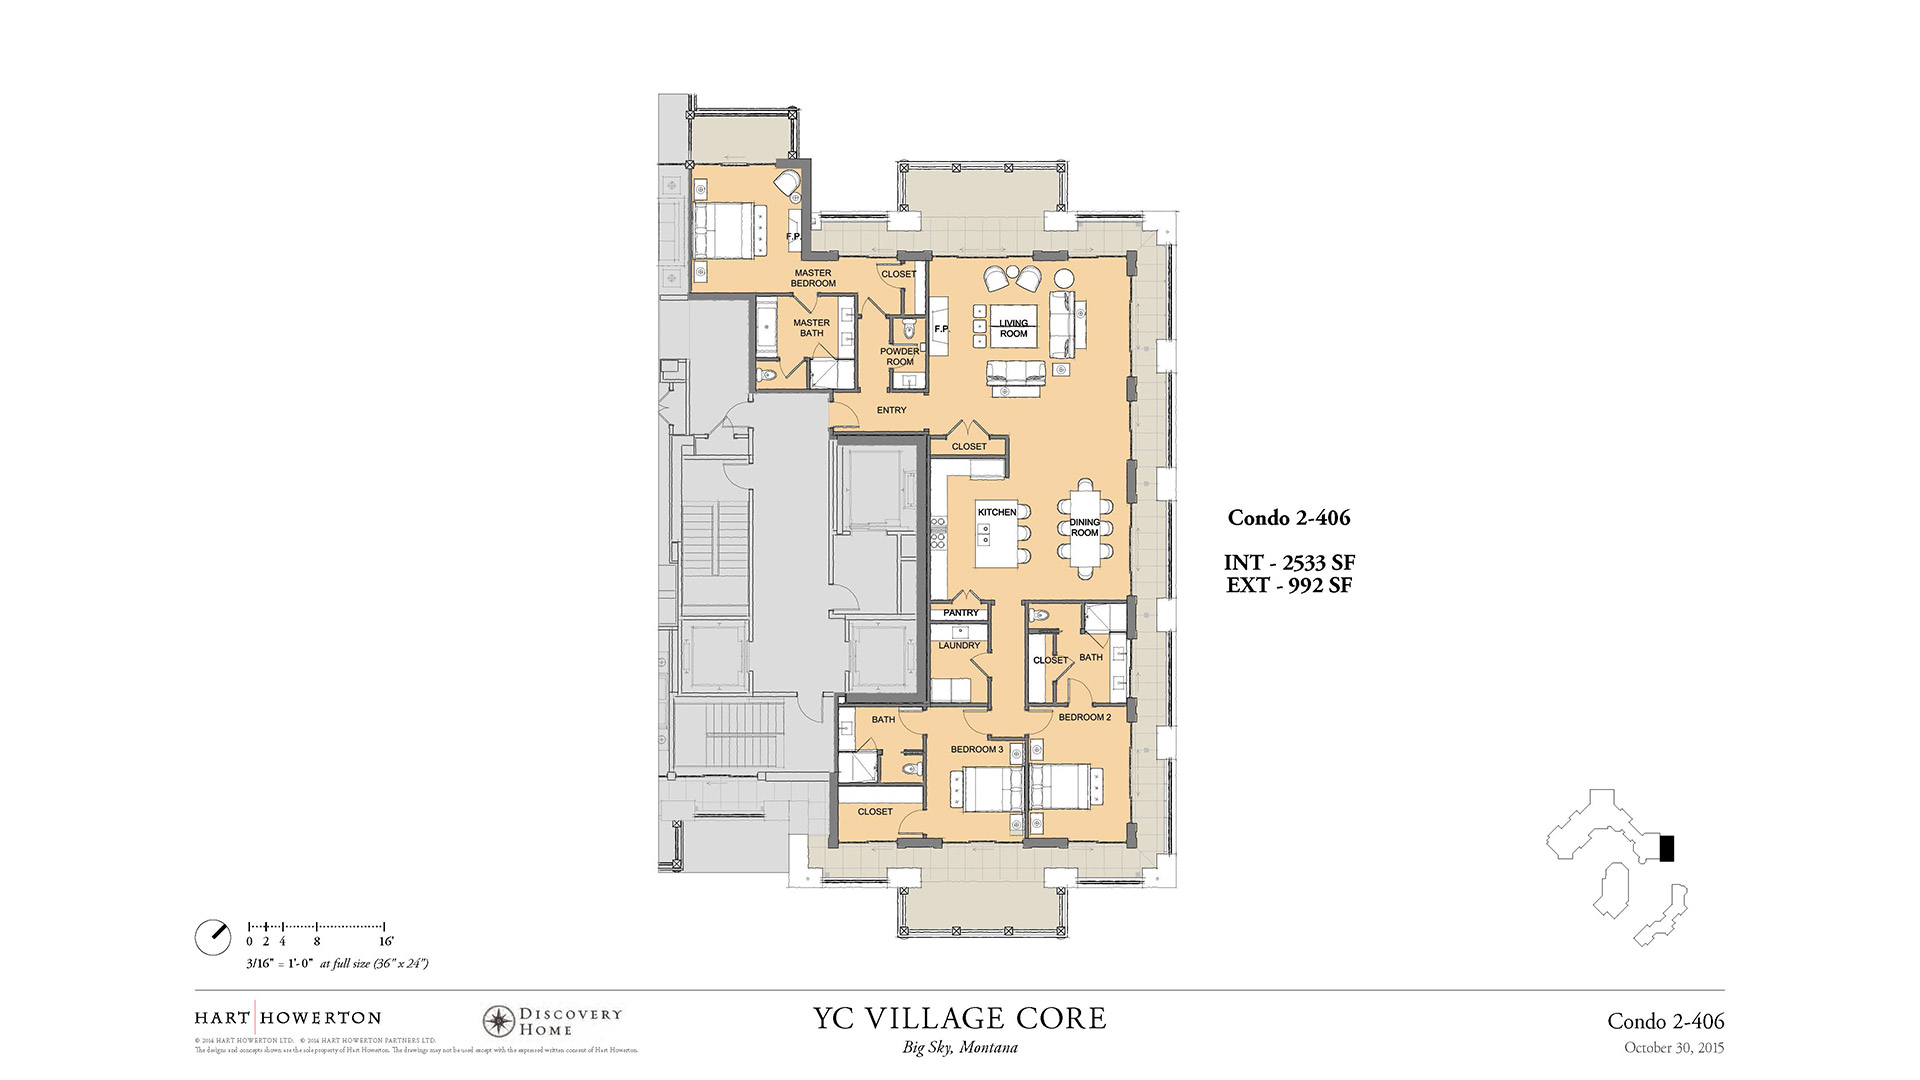 F.P.
MASTER
BEDROOM
CLOSET
MASTER
BATH
POWDER
ROOM
F.P.
LIVING
ROOM
ENTRY
CLOSET
KITCHEN
DINING
ROOM
PANTRY
LAUNDRY
CLOSET
BATH
BATH
BEDROOM 2
BEDROOM 3
CLOSET
Condo 2-406
INT - 2533 SF
EXT - 992 SF
0 2 4 8 16'
3/16" = 1'-0" at full size (36" x 24")
HART HOWERTON
© 2014 HART HOWERTON LTD. © 2014 HART HOWERTON PARTNERS LTD.
The designs and concepts shown are the sole property of Hart Howerton. The drawings may not be used except with the expressed written consent of Hart Howerton.
DISCOVERY
HOME
YC VILLAGE CORE
Big Sky, Montana
Condo 2-406
October 30, 2015